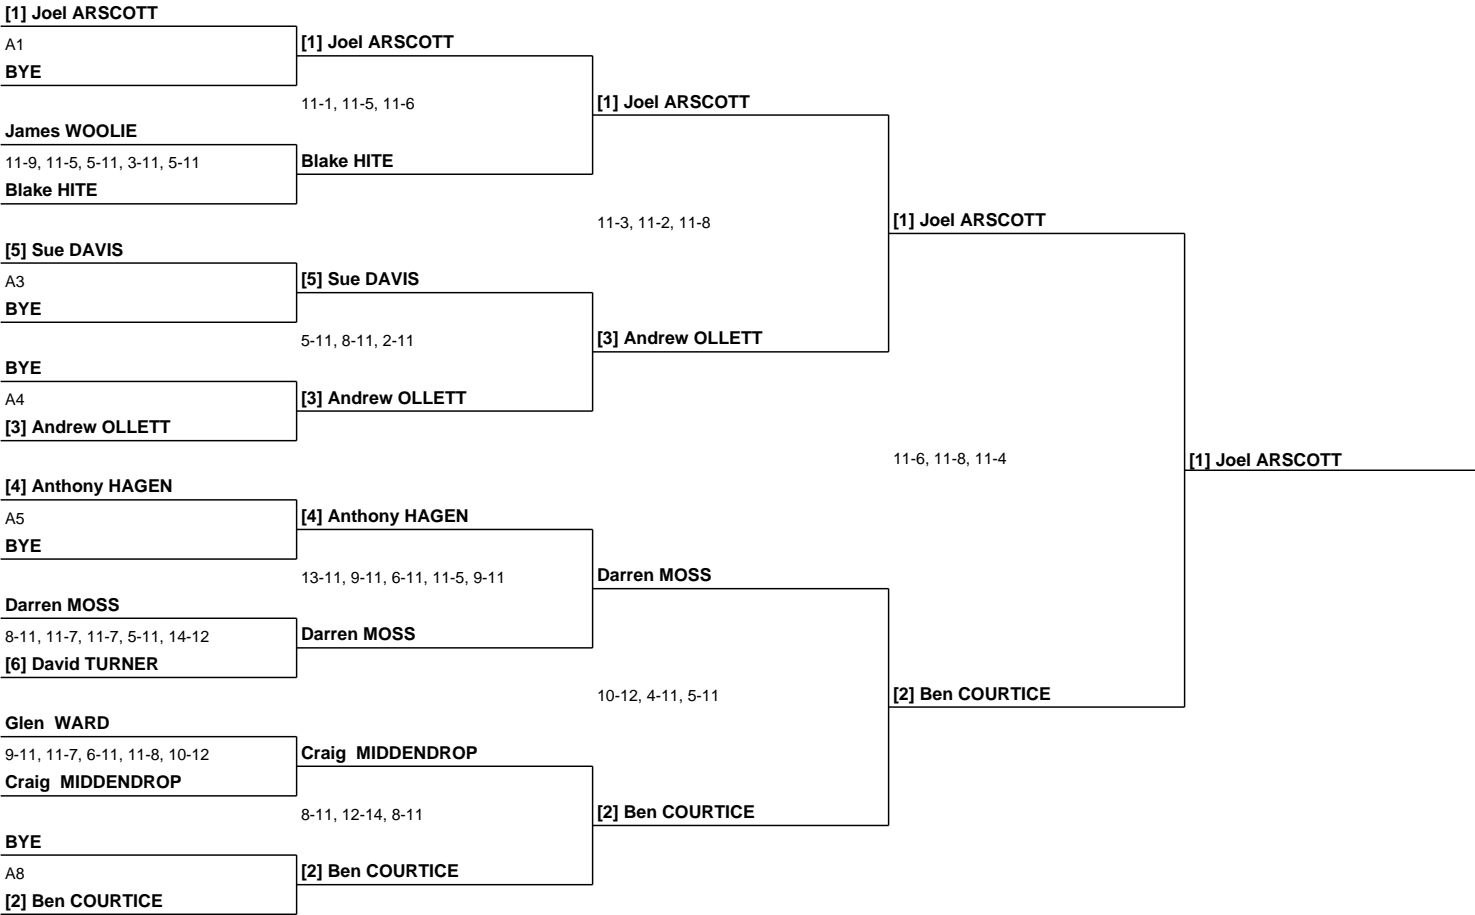 [1] Joel ARSCOTT
A1
BYE
James WOOLIE
11-9, 11-5, 5-11, 3-11, 5-11
Blake HITE
[5] Sue DAVIS
A3
BYE
BYE
A4
[3] Andrew OLLETT
[4] Anthony HAGEN
A5
BYE
Darren MOSS
8-11, 11-7, 11-7, 5-11, 14-12
[6] David TURNER
Glen  WARD
9-11, 11-7, 6-11, 11-8, 10-12
Craig  MIDDENDROP
BYE
A8
[2] Ben COURTICE
[1] Joel ARSCOTT
11-1, 11-5, 11-6
Blake HITE
[5] Sue DAVIS
5-11, 8-11, 2-11
[3] Andrew OLLETT
[4] Anthony HAGEN
13-11, 9-11, 6-11, 11-5, 9-11
Darren MOSS
Craig  MIDDENDROP
8-11, 12-14, 8-11
[2] Ben COURTICE
[1] Joel ARSCOTT
11-3, 11-2, 11-8
[3] Andrew OLLETT
Darren MOSS
10-12, 4-11, 5-11
[2] Ben COURTICE
[1] Joel ARSCOTT
11-6, 11-8, 11-4
[2] Ben COURTICE
[1] Joel ARSCOTT